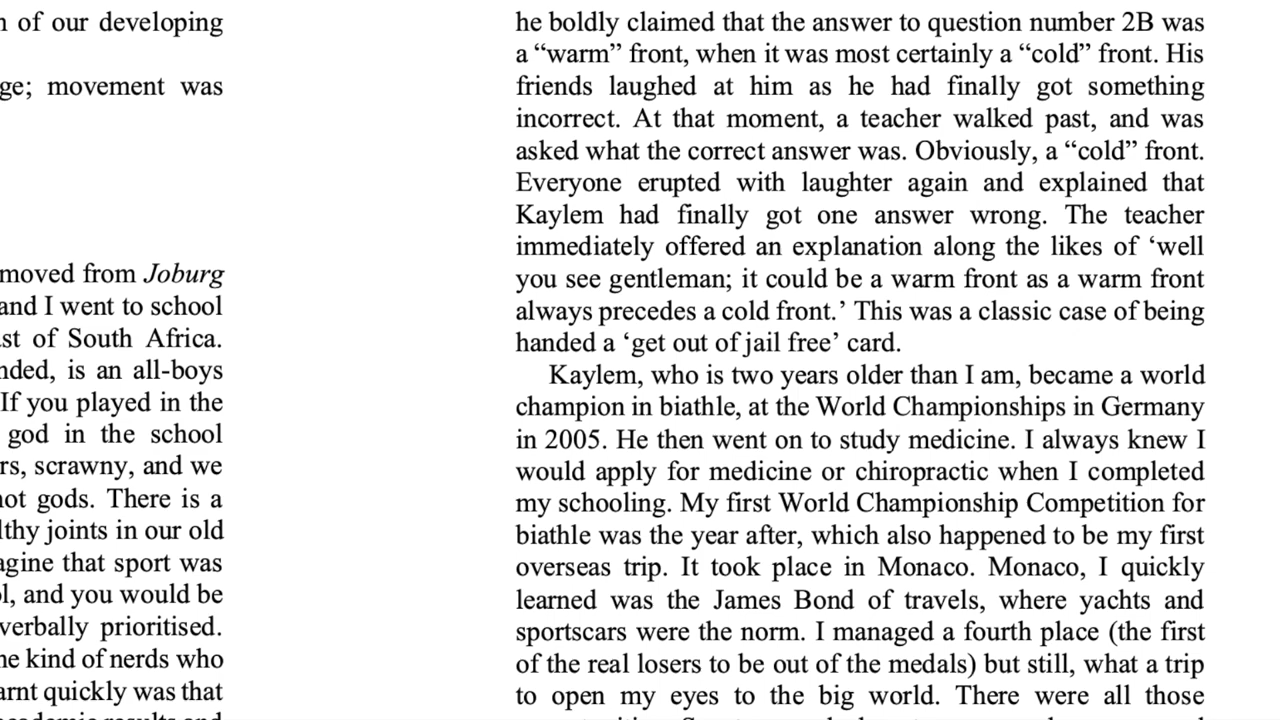 n of our developing
ge; movement was
moved from Joburg
and I went to school
st of South Africa.
nded, is an all-boys
If you played in the
god in the school
rs, scrawny, and we
not gods. There is a
lthy joints in our old
agine that sport was
ol, and you would be
verbally prioritised.
ne kind of nerds who
arnt quickly was that
academic results and
he boldly claimed that the answer to question number 2B was
a “warm” front, when it was most certainly a “cold” front. His
friends laughed at him as he had finally got something
incorrect. At that moment, a teacher walked past, and was
asked what the correct answer was. Obviously, a “cold” front.
Everyone erupted with laughter again and explained that
Kaylem had finally got one answer wrong. The teacher
immediately offered an explanation along the likes of ‘well
you see gentleman; it could be a warm front as a warm front
always precedes a cold front.’ This was a classic case of being
handed a ‘get out of jail free’ card.
Kaylem, who is two years older than I am, became a world
champion in biathle, at the World Championships in Germany
in 2005. He then went on to study medicine. I always knew I
would apply for medicine or chiropractic when I completed
my schooling. My first World Championship Competition for
biathle was the year after, which also happened to be my first
overseas trip. It took place in Monaco. Monaco, I quickly
learned was the James Bond of travels, where yachts and
sportscars were the norm. I managed a fourth place (the first
of the real losers to be out of the medals) but still, what a trip
to open my eyes to the big world. There were all those